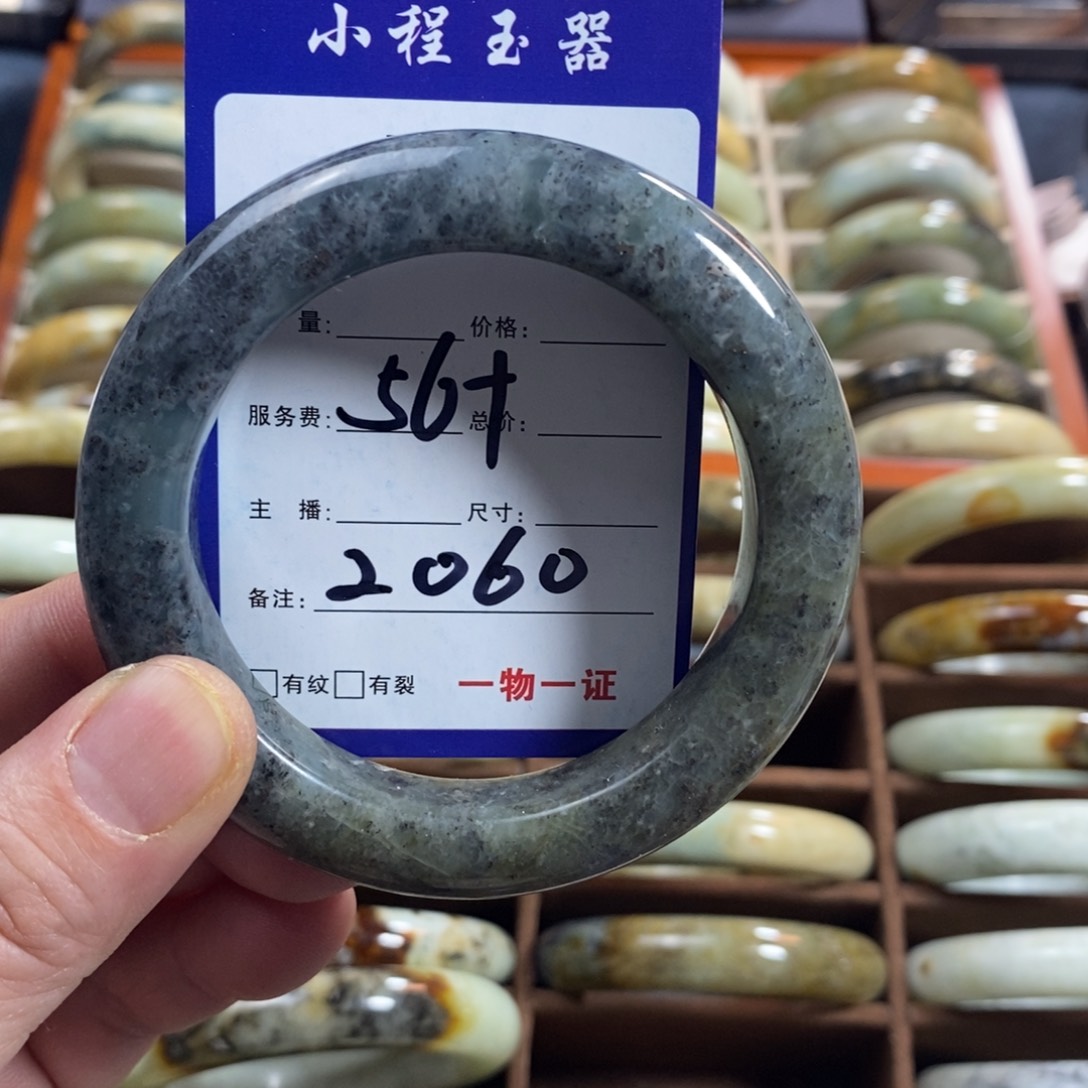 小程玉器
量: 价格:
56+
服务费: 总价:
主 播: 尺寸:
2060
备注:
有纹 有裂 一物一证